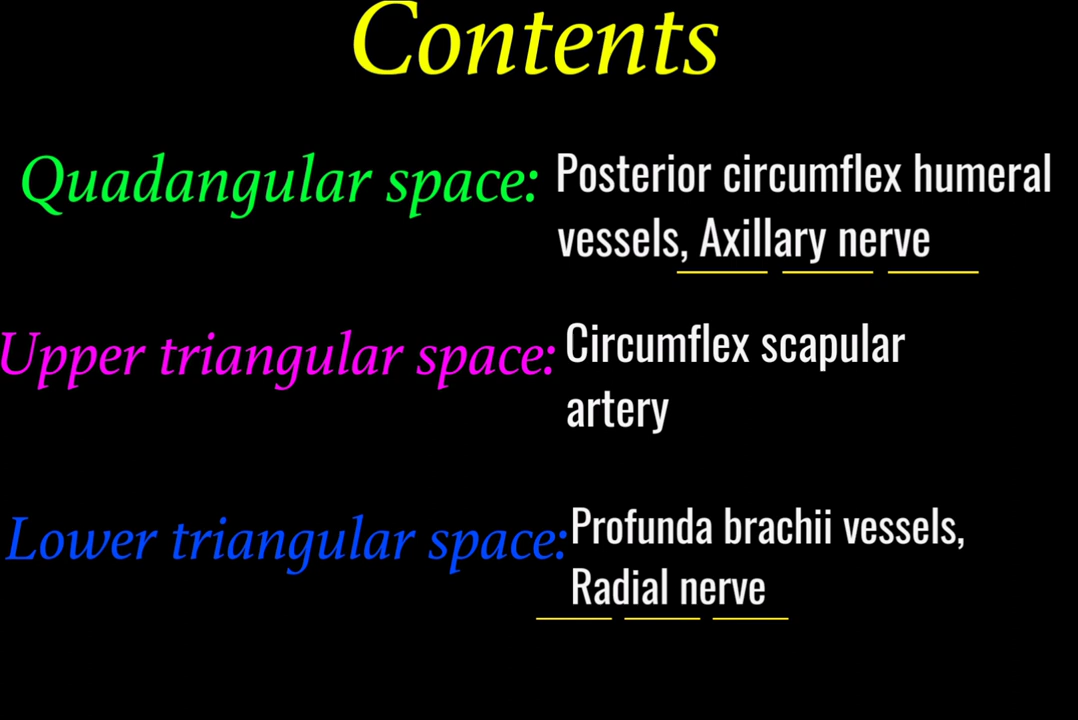 Contents
Quadangular space: Posterior circumflex humeral
vessels, Axillary nerve
Upper triangular space: Circumflex scapular
artery
Lower triangular space: Profunda brachii vessels,
Radial nerve